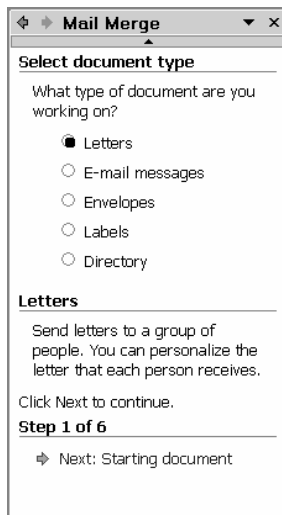 Mail Merge
Select document type
What type of document are you
working on?
Letters
E-mail messages
Envelopes
Labels
Directory
Letters
Send letters to a group of
people. You can personalize the
letter that each person receives.
Click Next to continue.
Step 1 of 6
Next: Starting document